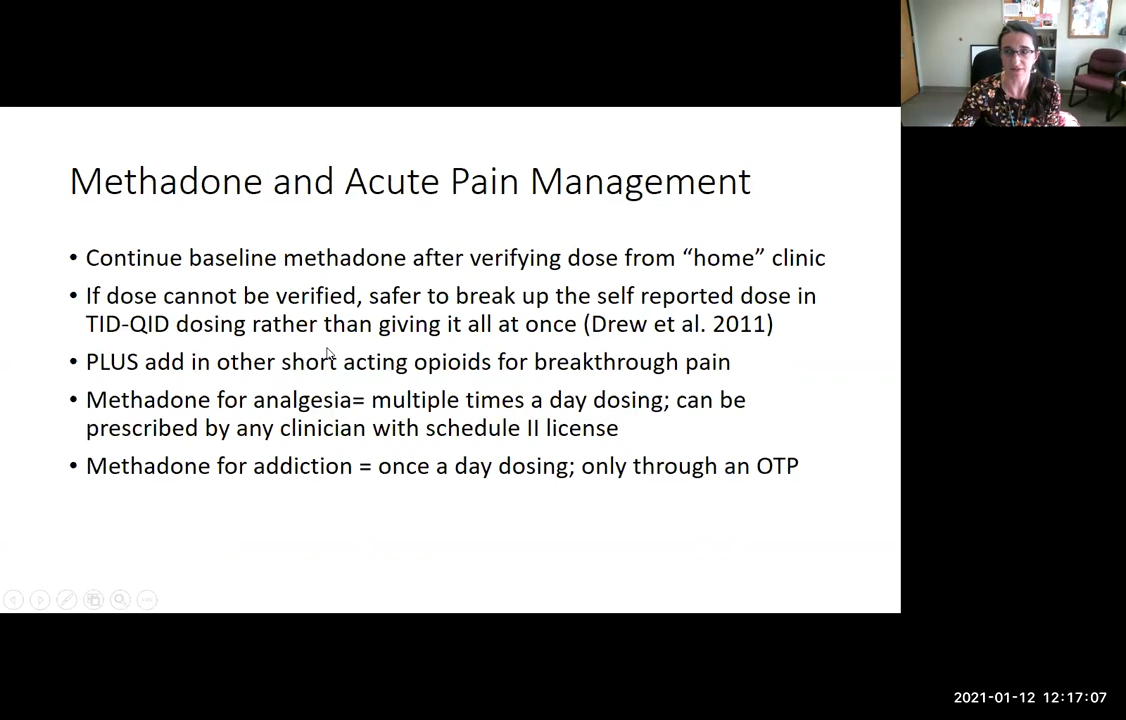 Methadone and Acute Pain Management
• Continue baseline methadone after verifying dose from “home” clinic
• If dose cannot be verified, safer to break up the self reported dose in
TID-QID dosing rather than giving it all at once (Drew et al. 2011)
• PLUS add in other short acting opioids for breakthrough pain
• Methadone for analgesia= multiple times a day dosing; can be
prescribed by any clinician with schedule II license
• Methadone for addiction = once a day dosing; only through an OTP
2021-01-12 12:17:07